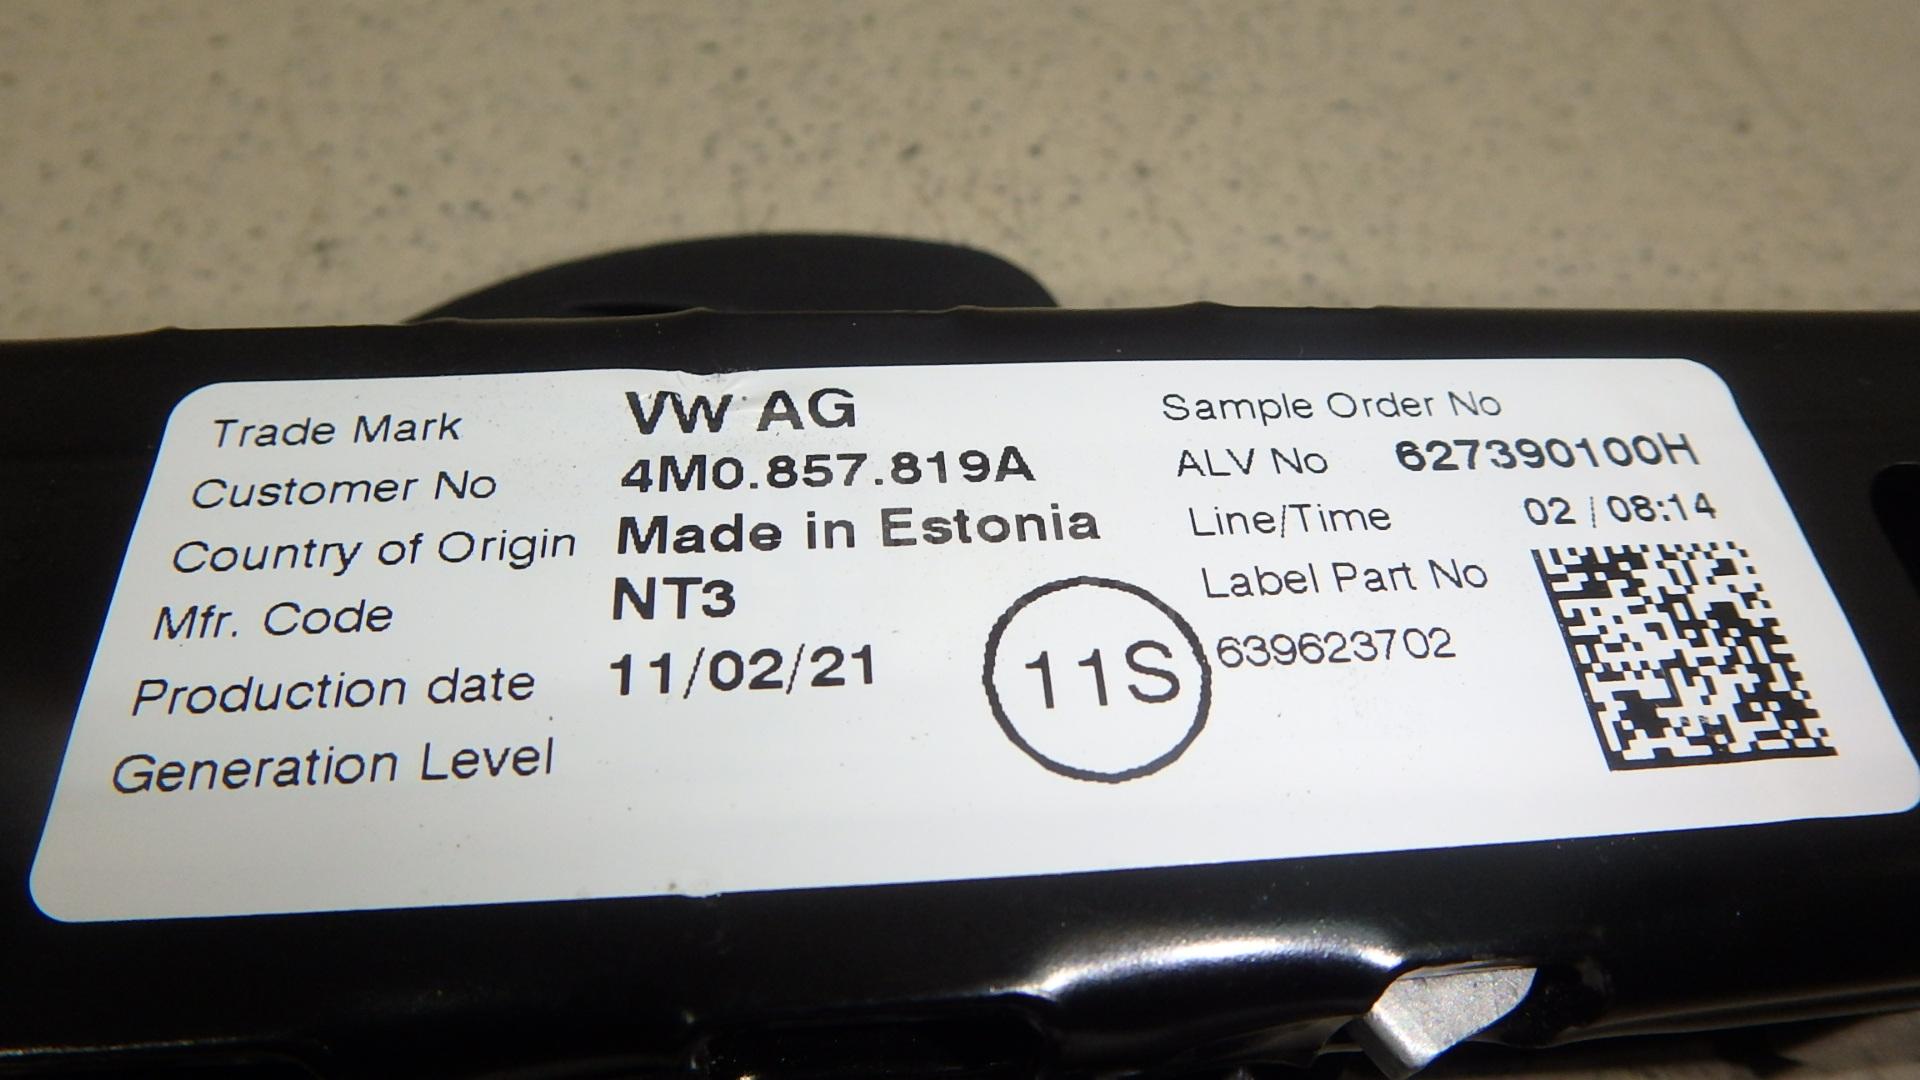 Trade Mark VW AG
Customer No 4M0.857.819A
Country of Origin Made in Estonia
Mfr. Code NT3
Production date 11/02/21
Generation Level
11S
Sample Order No
ALV No 627390100H
Line/Time 02 / 08:14
Label Part No
639623702